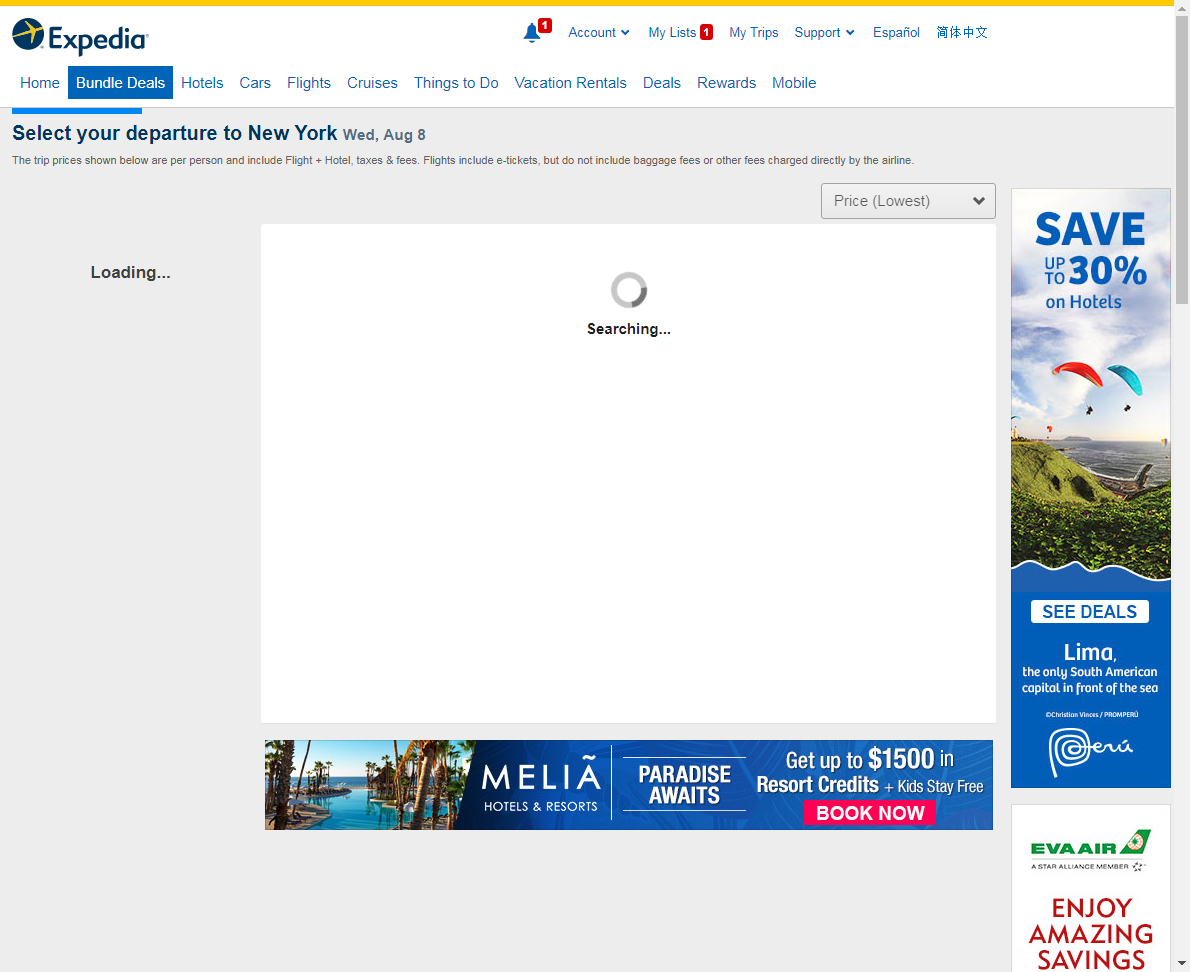 Expedia
1
Account
My Lists 1
My Trips
Support
Español
简体中文
Home
Bundle Deals
Hotels
Cars
Flights
Cruises
Things to Do
Vacation Rentals
Deals
Rewards
Mobile
Select your departure to New York Wed, Aug 8
The trip prices shown below are per person and include Flight + Hotel, taxes & fees. Flights include e-tickets, but do not include baggage fees or other fees charged directly by the airline.
Price (Lowest)
Loading...
Searching...
SAVE
UP TO 30%
on Hotels
SEE DEALS
Lima,
the only South American
capital in front of the sea
©Christian Vinces / PROMPERÚ
Perú
MELIÃ
HOTELS & RESORTS
PARADISE
AWAITS
Get up to $1500 in
Resort Credits + Kids Stay Free
BOOK NOW
EVA AIR
A STAR ALLIANCE MEMBER
ENJOY
AMAZING
SAVINGS